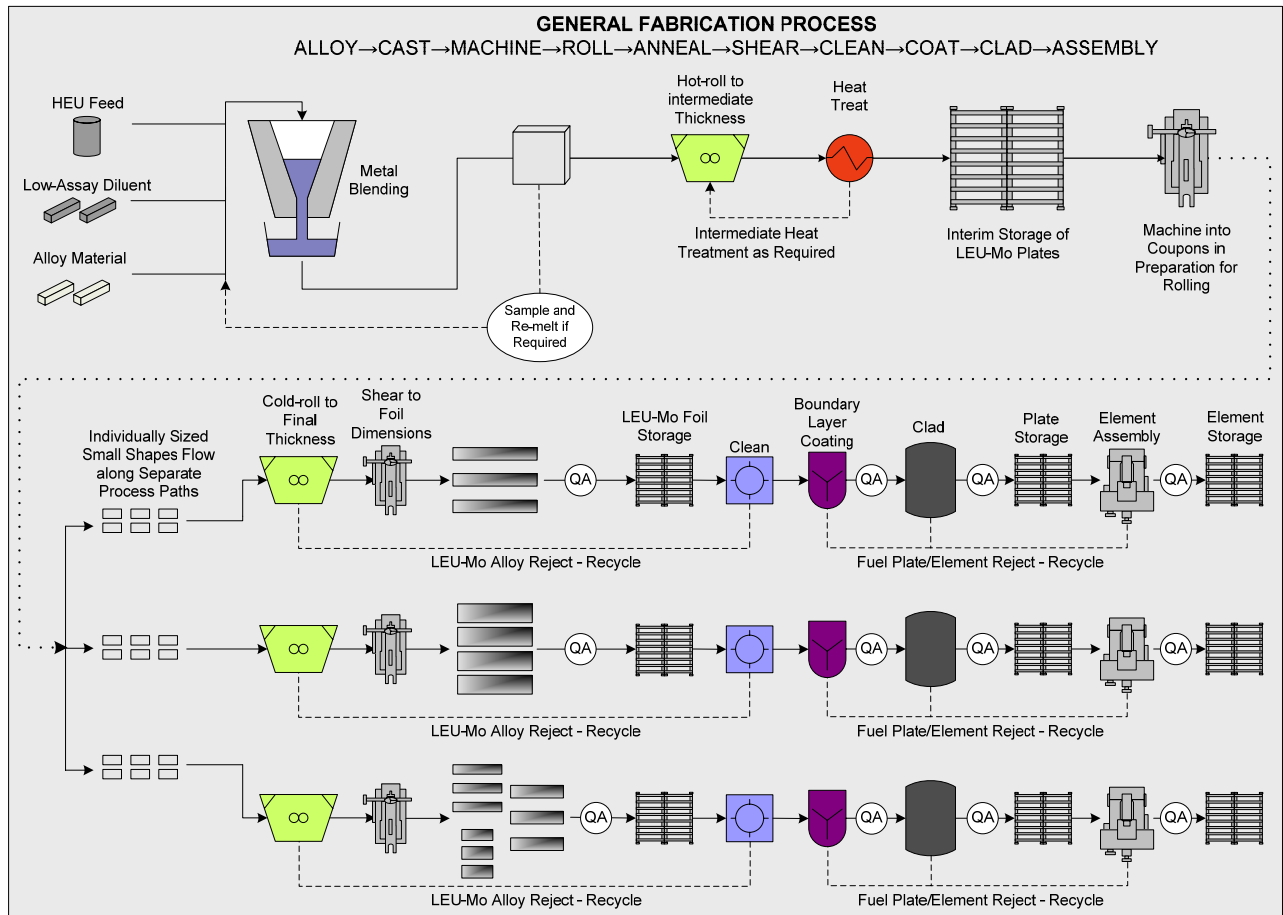 GENERAL FABRICATION PROCESS
ALLOY→CAST→MACHINE→ROLL→ANNEAL→SHEAR→CLEAN→COAT→CLAD→ASSEMBLY
HEU Feed
Low-Assay Diluent
Alloy Material
Metal
Blending
Sample and
Re-melt if
Required
Hot-roll to
intermediate
Thickness
Heat
Treat
Intermediate Heat
Treatment as Required
Interim Storage of
LEU-Mo Plates
Machine into
Coupons in
Preparation for
Rolling
Individually Sized
Small Shapes Flow
along Separate
Process Paths
Cold-roll to
Final
Thickness
Shear to
Foil
Dimensions
QA
LEU-Mo Foil
Storage
Clean
Boundary
Layer
Coating
QA
Clad
QA
Plate
Storage
Element
Assembly
QA
Element
Storage
LEU-Mo Alloy Reject - Recycle
Fuel Plate/Element Reject - Recycle
QA
QA
QA
QA
LEU-Mo Alloy Reject - Recycle
Fuel Plate/Element Reject - Recycle
QA
QA
QA
QA
LEU-Mo Alloy Reject - Recycle
Fuel Plate/Element Reject - Recycle